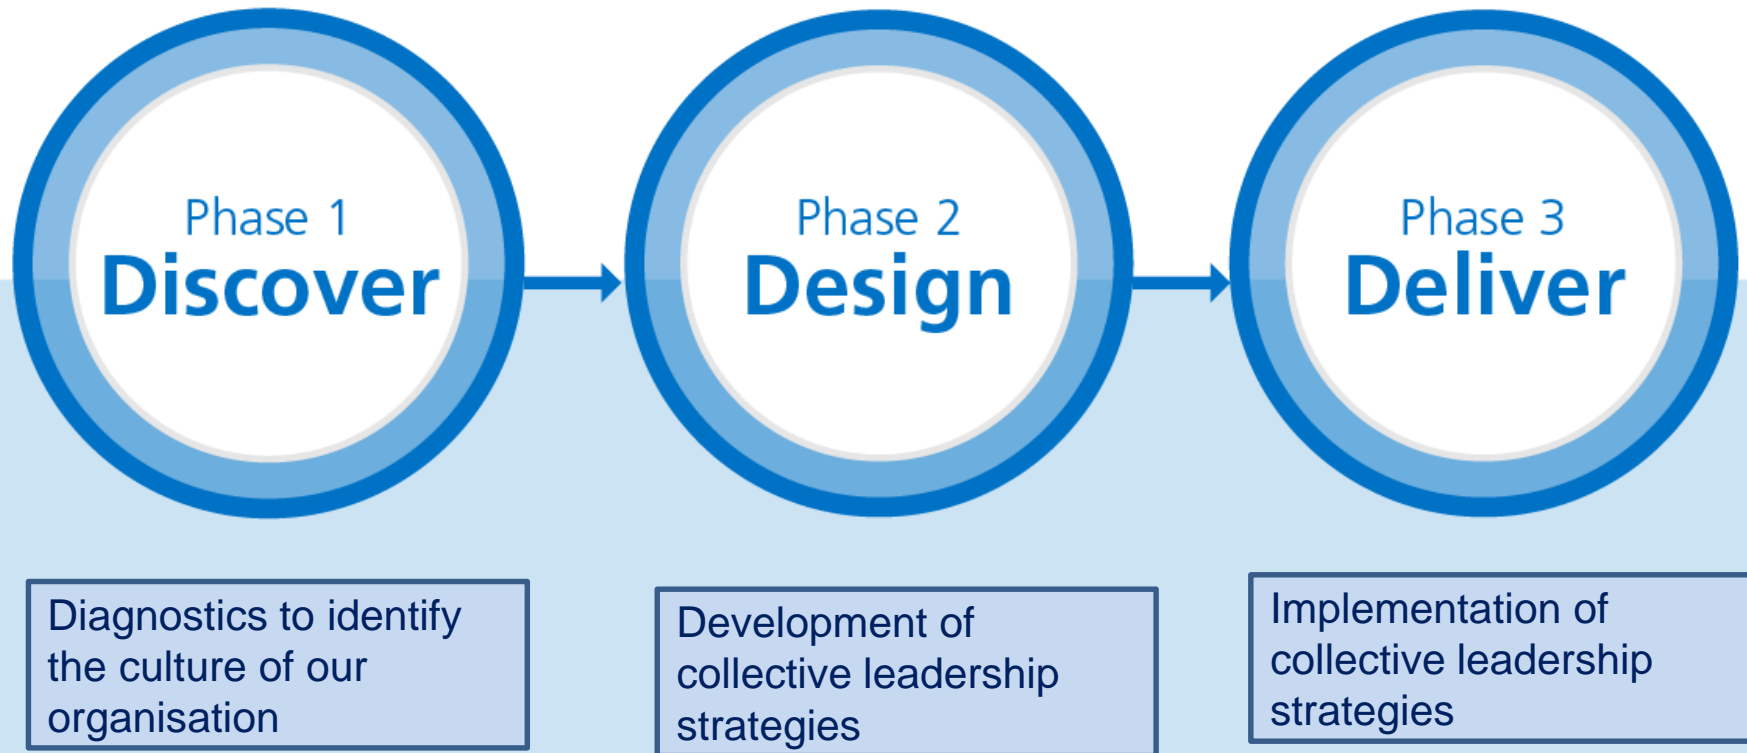 Phase 1
Discover
Phase 2
Design
Phase 3
Deliver
Diagnostics to identify
the culture of our
organisation
Development of
collective leadership
strategies
Implementation of
collective leadership
strategies